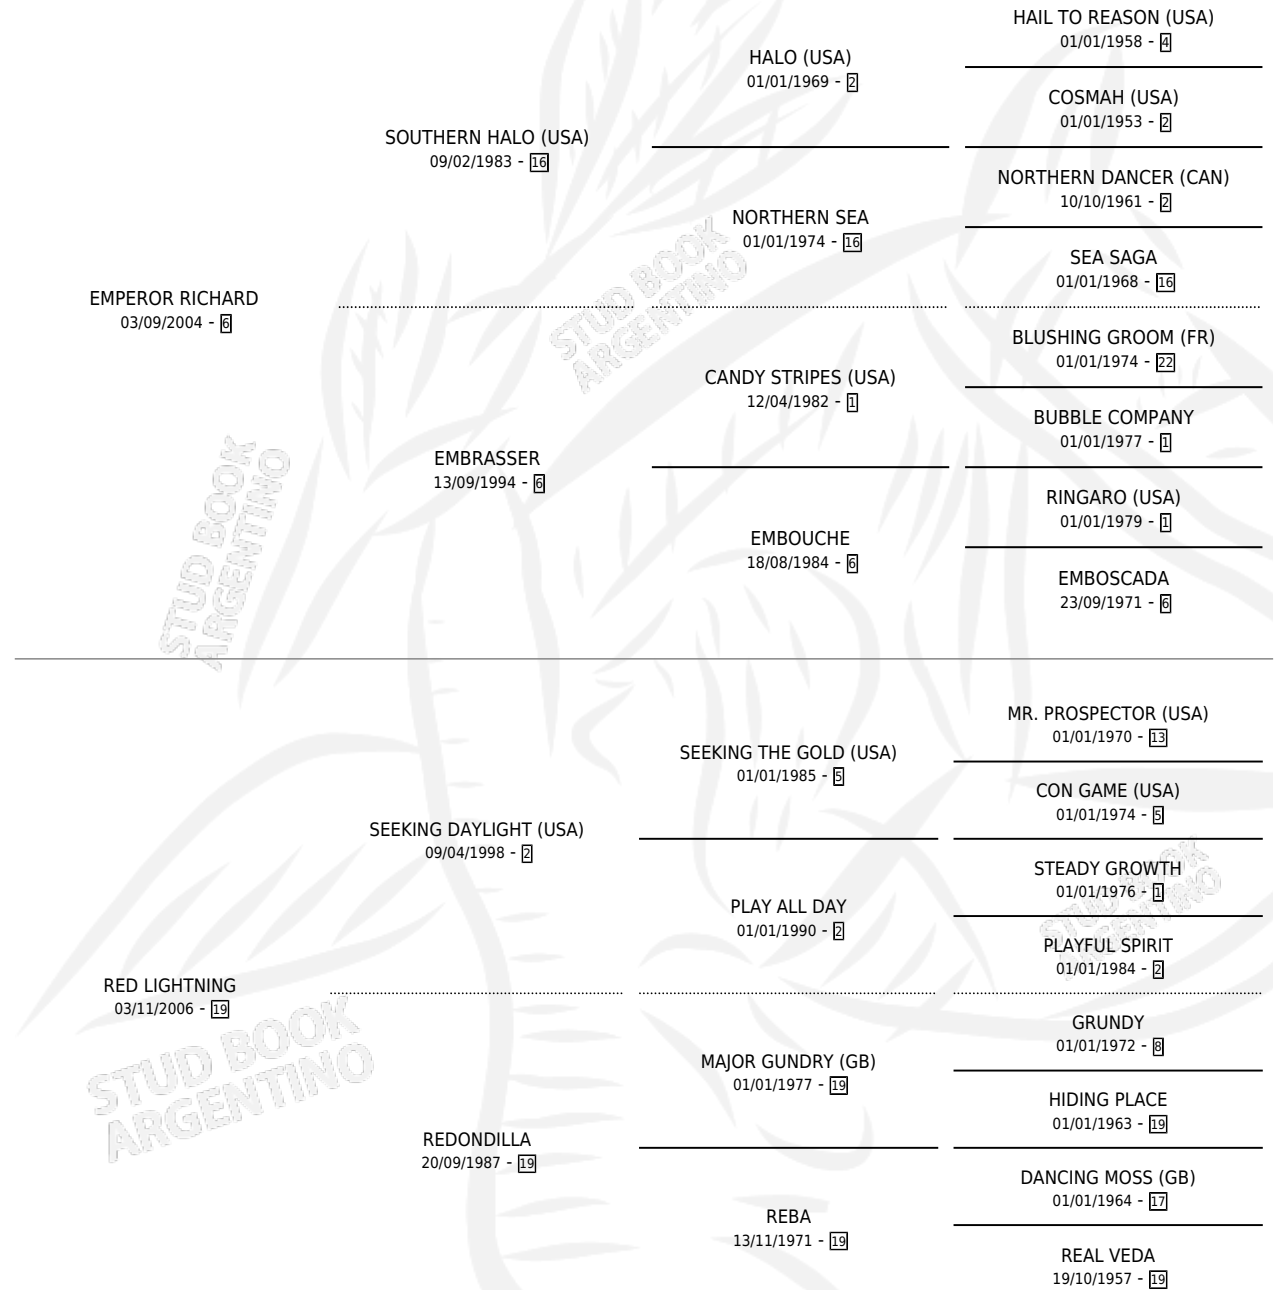 HAIL TO REASON (USA)
01/01/1958 - 4
HALO (USA)
01/01/1969 - 2
COSMAH (USA)
01/01/1953 - 2
SOUTHERN HALO (USA)
09/02/1983 - 16
NORTHERN DANCER (CAN)
10/10/1961 - 2
NORTHERN SEA
01/01/1974 - 16
SEA SAGA
01/01/1968 - 16
EMPEROR RICHARD
03/09/2004 - 6
STUD BOOK
ARGENTINO
BLUSHING GROOM (FR)
01/01/1974 - 22
CANDY STRIPES (USA)
12/04/1982 - 1
BUBBLE COMPANY
01/01/1977 - 1
EMBRASSER
13/09/1994 - 6
RINGARO (USA)
01/01/1979 - 1
EMBOUCHE
18/08/1984 - 6
EMBOSCADA
23/09/1971 - 6
STUD BOOK
ARGENTINO
MR. PROSPECTOR (USA)
01/01/1970 - 13
SEEKING THE GOLD (USA)
01/01/1985 - 5
CON GAME (USA)
01/01/1974 - 5
SEEKING DAYLIGHT (USA)
09/04/1998 - 2
STEADY GROWTH
01/01/1976 - 1
STUD BOOK
ARGENTINO
PLAY ALL DAY
01/01/1990 - 2
PLAYFUL SPIRIT
01/01/1984 - 2
RED LIGHTNING
03/11/2006 - 19
GRUNDY
01/01/1972 - 8
STUD BOOK
ARGENTINO
MAJOR GUNDRY (GB)
01/01/1977 - 19
HIDING PLACE
01/01/1963 - 19
REDONDILLA
20/09/1987 - 19
DANCING MOSS (GB)
01/01/1964 - 17
REBA
13/11/1971 - 19
REAL VEDA
19/10/1957 - 19